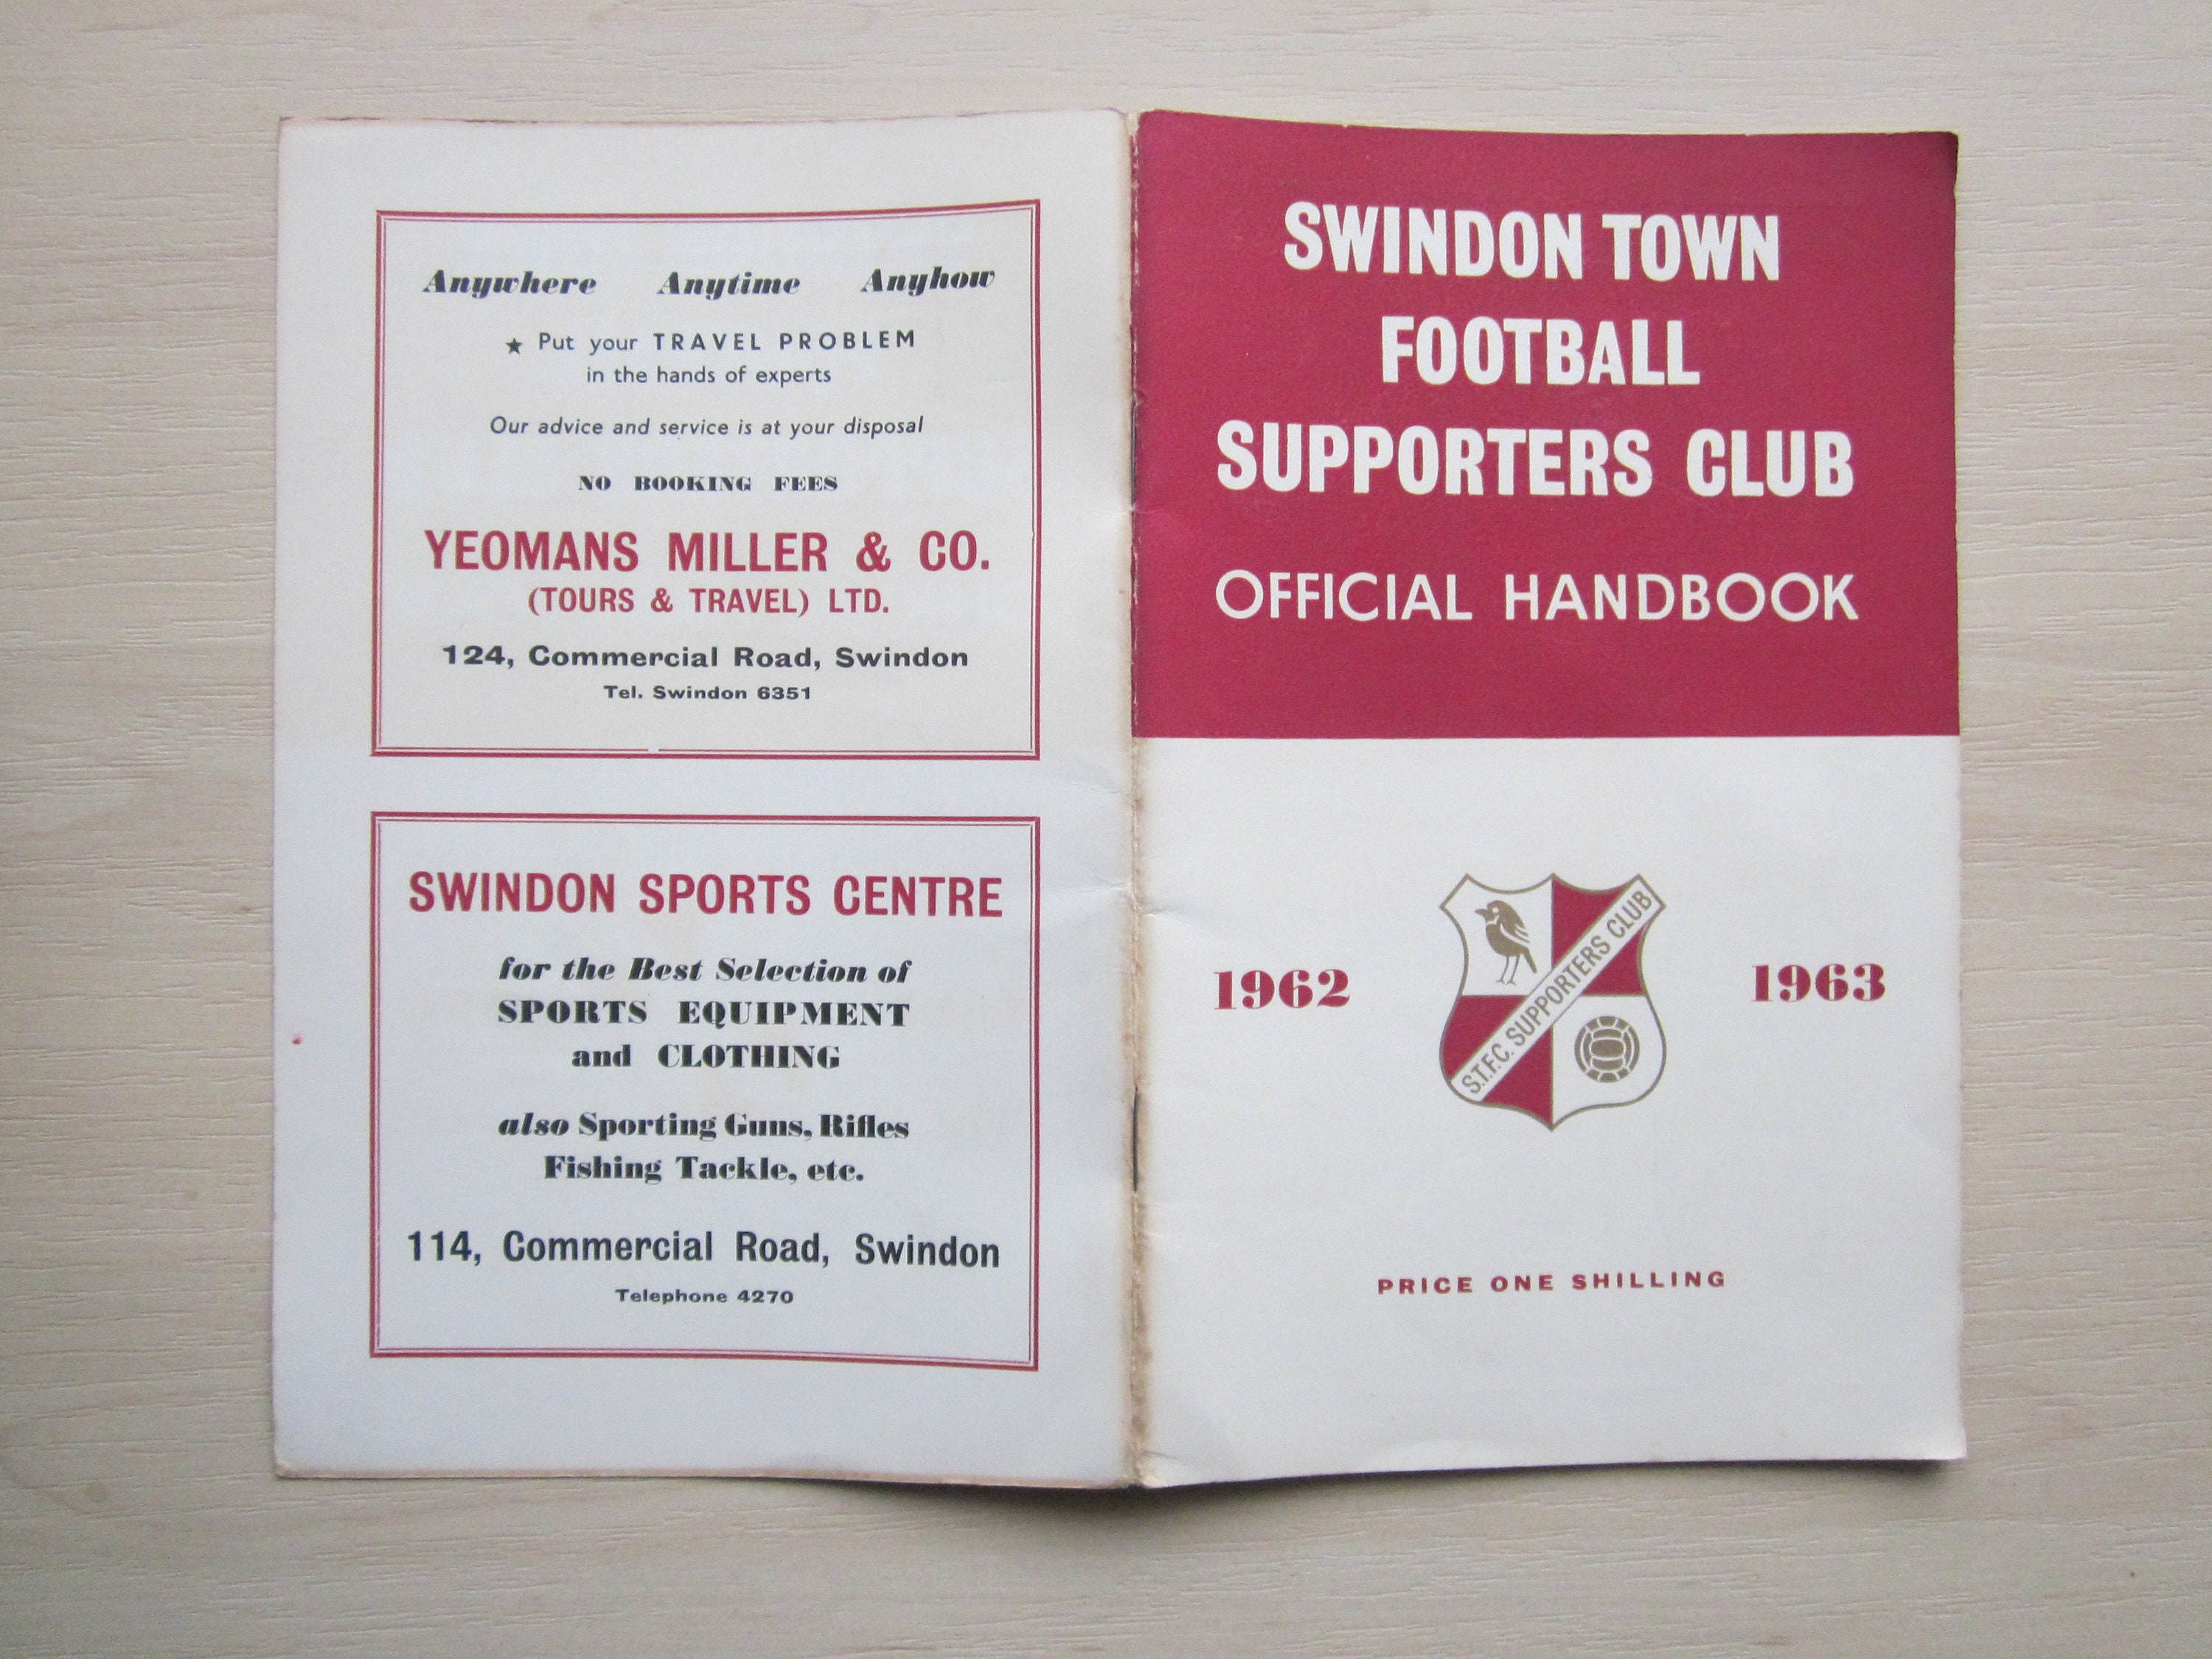 Anywhere Anytime Anyhow
★ Put your TRAVEL PROBLEM
in the hands of experts
Our advice and service is at your disposal
NO BOOKING FEES
YEOMANS MILLER & CO.
(TOURS & TRAVEL) LTD.
124, Commercial Road, Swindon
Tel. Swindon 6351
SWINDON SPORTS CENTRE
for the Best Selection of
SPORTS EQUIPMENT
and CLOTHING
also Sporting Guns, Rifles
Fishing Tackle, etc.
114, Commercial Road, Swindon
Telephone 4270
SWINDON TOWN
FOOTBALL
SUPPORTERS CLUB
OFFICIAL HANDBOOK
1962 1963
S.T.F.C. SUPPORTERS CLUB
PRICE ONE SHILLING